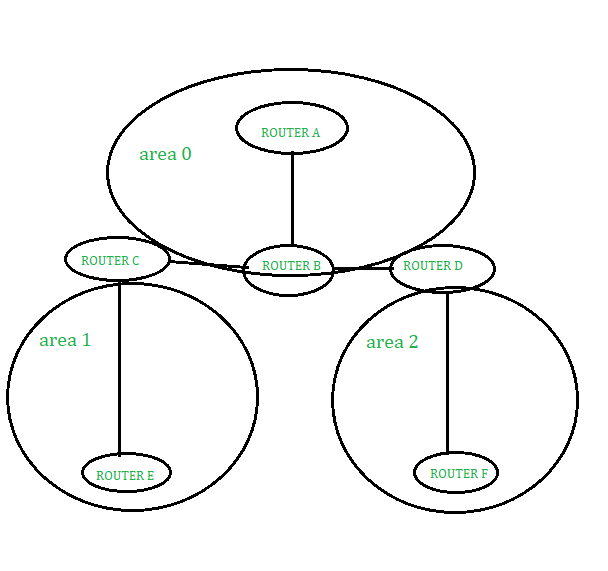 ROUTER A
area 0
ROUTER C
ROUTER B
ROUTER D
area 1
area 2
ROUTER E
ROUTER F